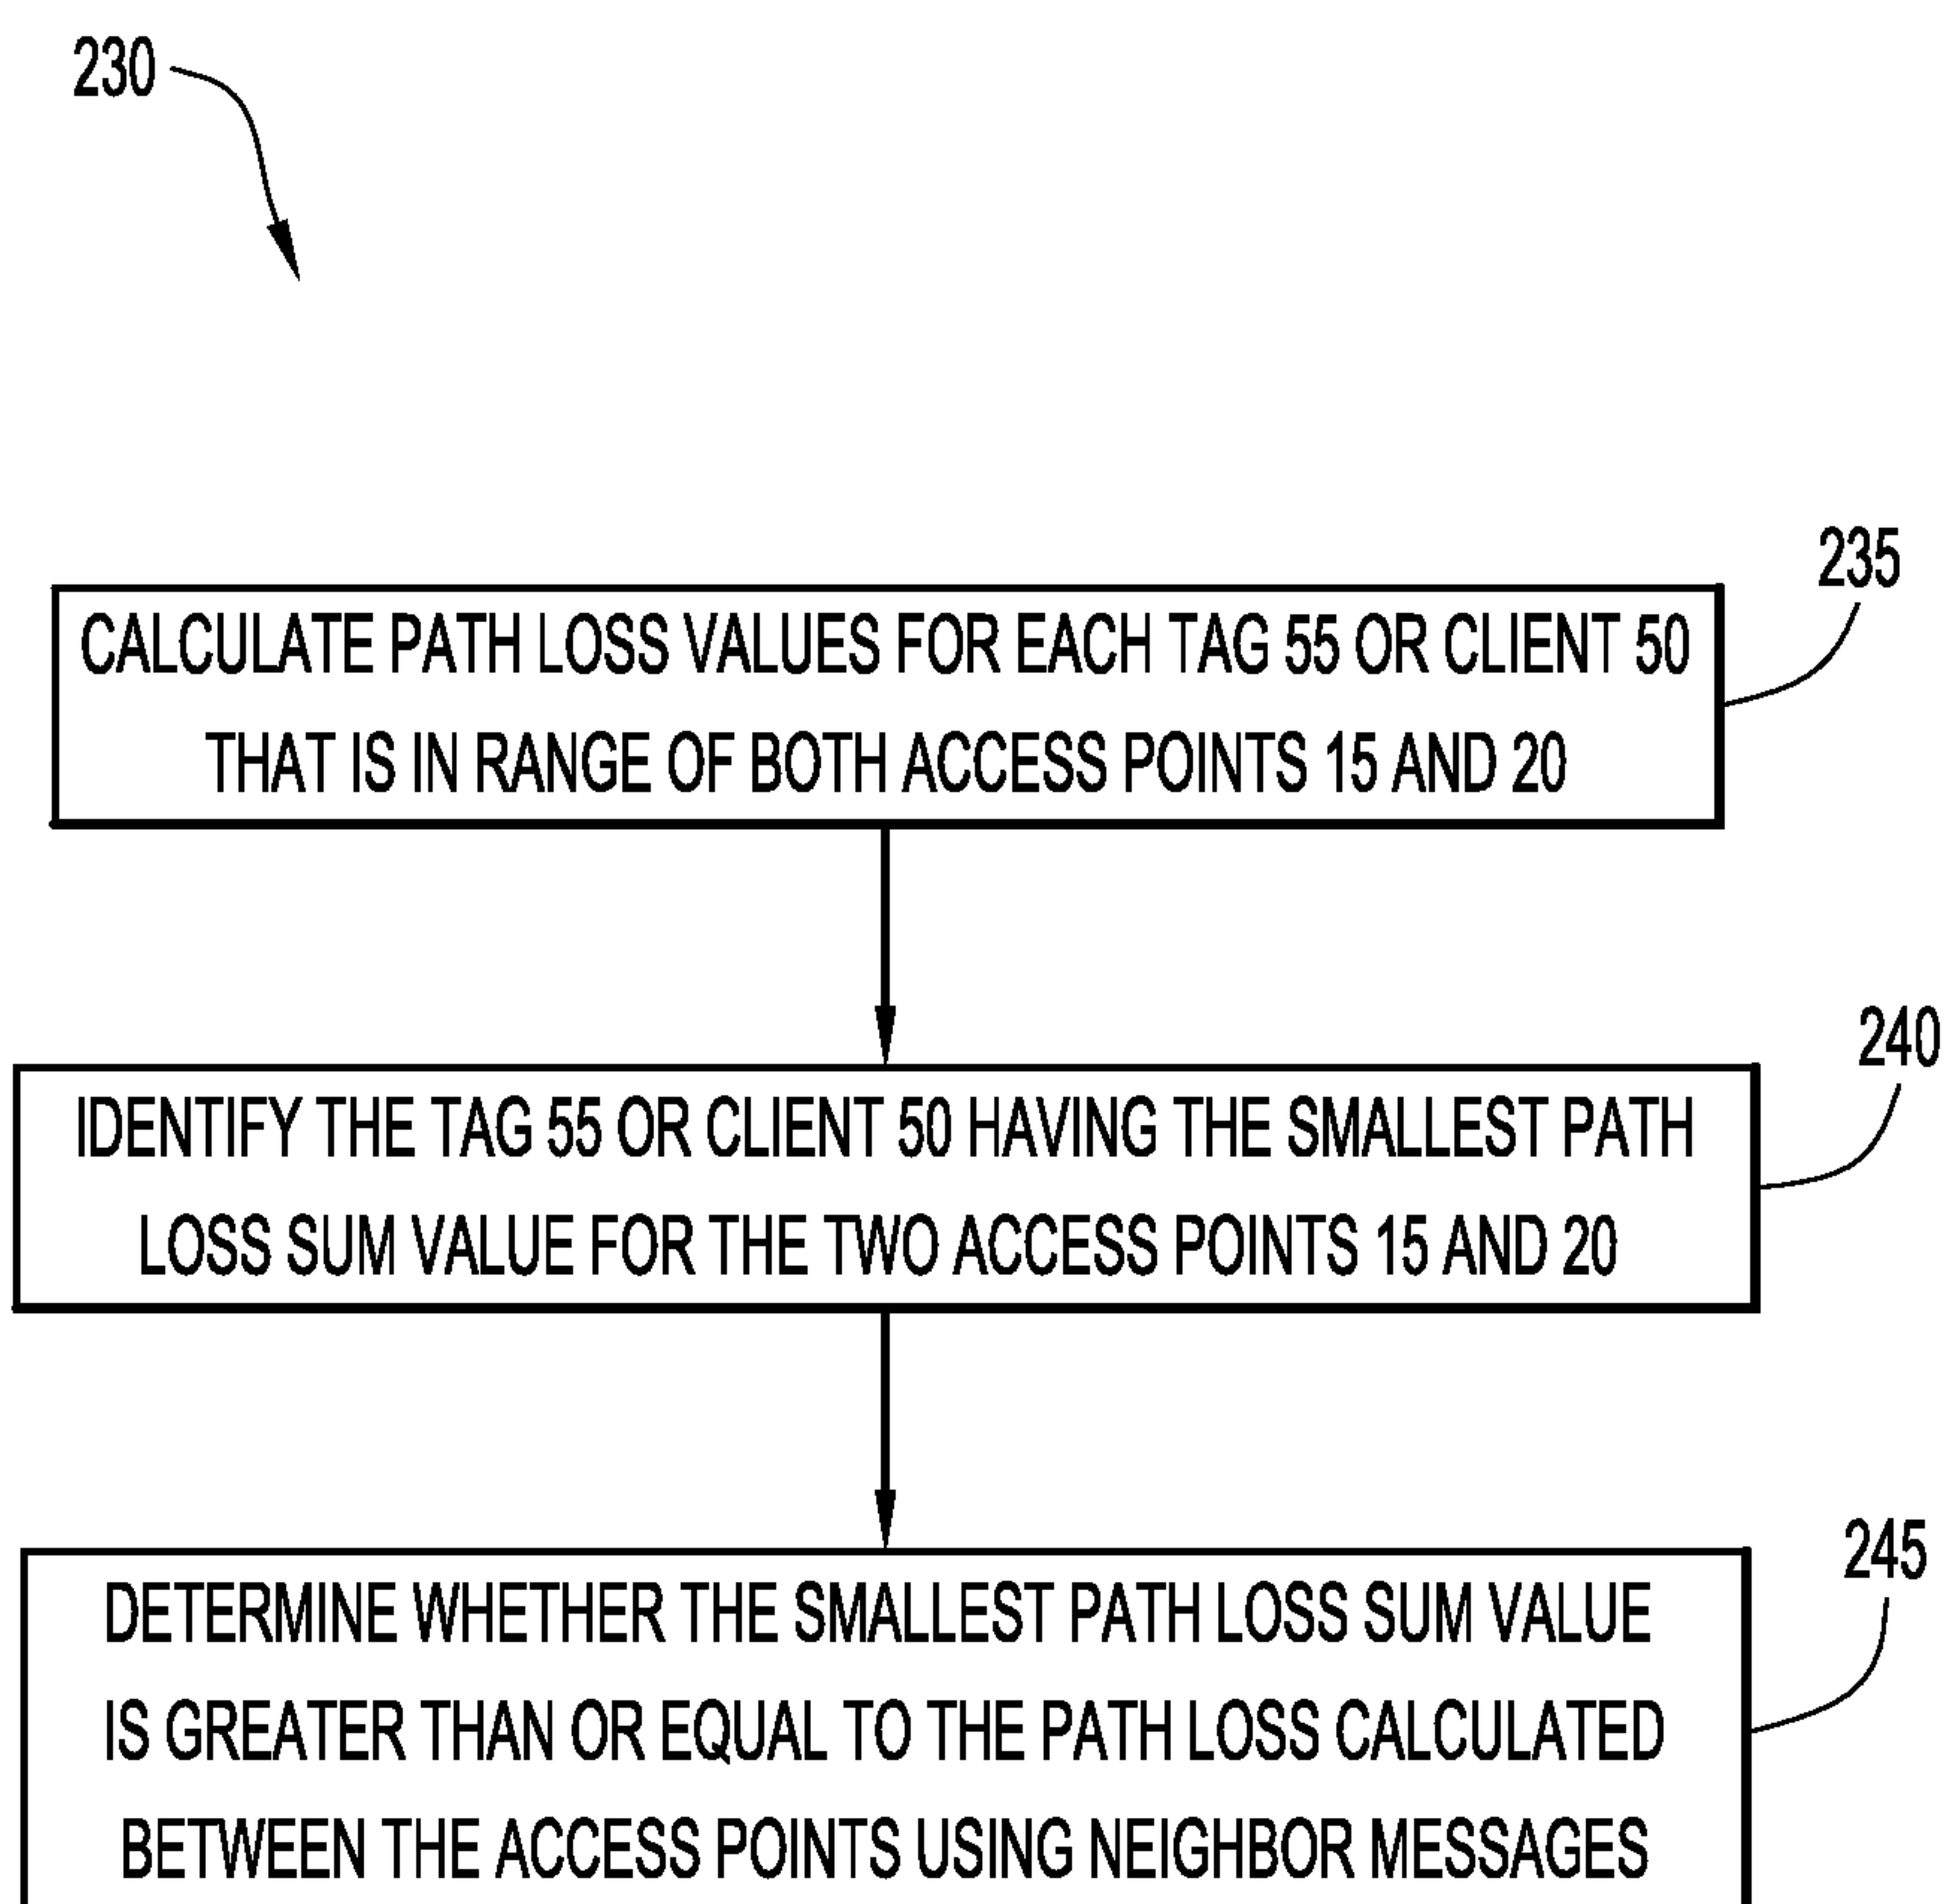 230
235
CALCULATE PATH LOSS VALUES FOR EACH TAG 55 OR CLIENT 50
THAT IS IN RANGE OF BOTH ACCESS POINTS 15 AND 20
240
IDENTIFY THE TAG 55 OR CLIENT 50 HAVING THE SMALLEST PATH
LOSS SUM VALUE FOR THE TWO ACCESS POINTS 15 AND 20
245
DETERMINE WHETHER THE SMALLEST PATH LOSS SUM VALUE
IS GREATER THAN OR EQUAL TO THE PATH LOSS CALCULATED
BETWEEN THE ACCESS POINTS USING NEIGHBOR MESSAGES